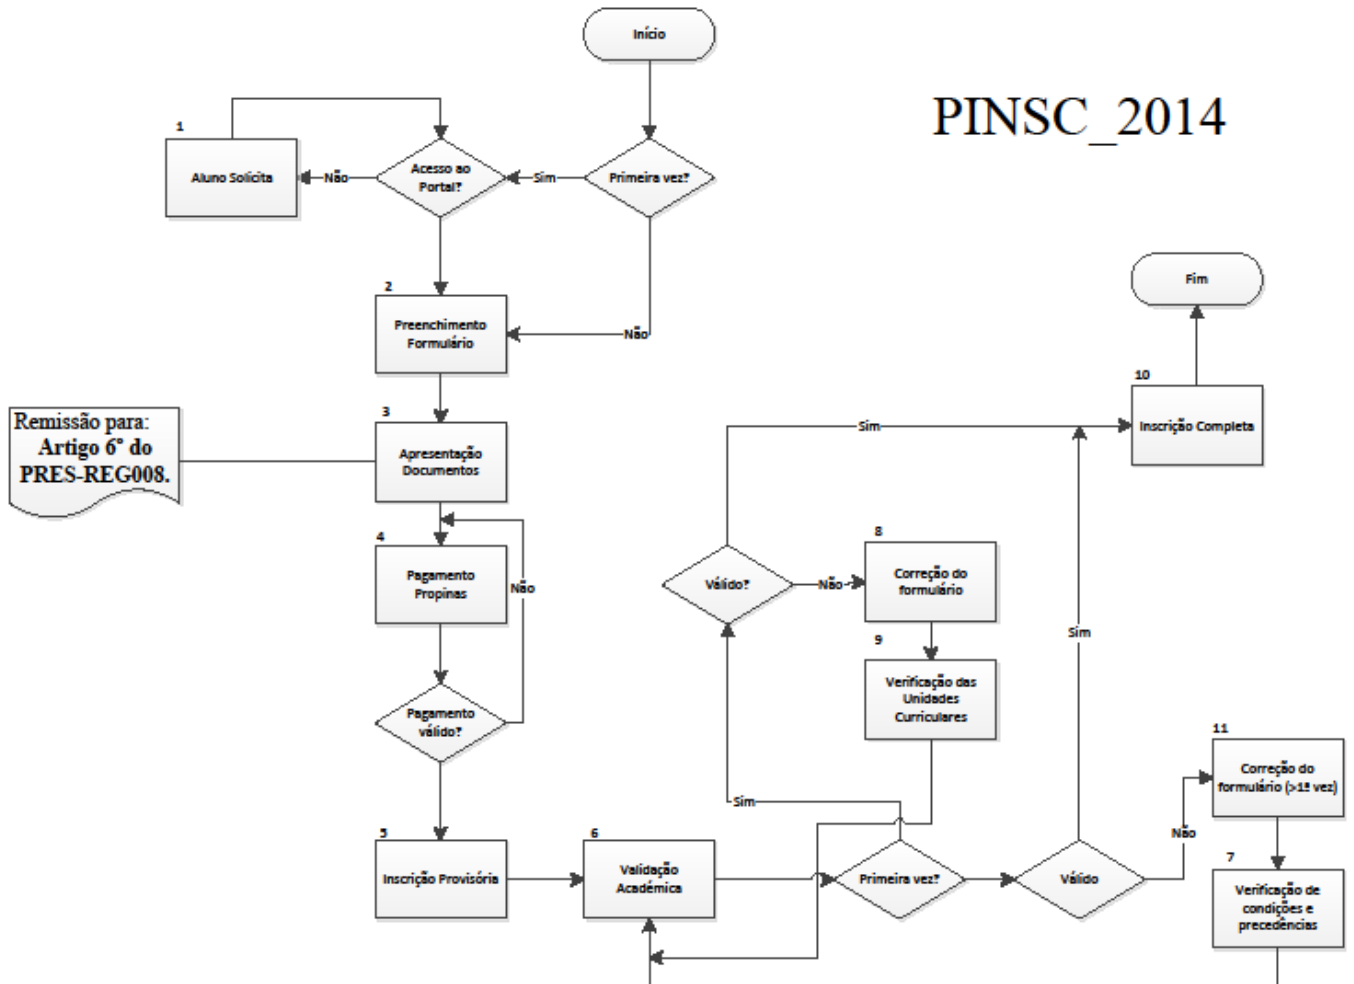 Início
PINSC_2014
1
Aluno Solicita
Não
Acesso ao
Portal?
Sim
Primeira vez?
2
Preenchimento
Formulário
Não
Fim
3
Apresentação
Documentos
Remissão para:
Artigo 6º do
PRES-REG008.
10
Inscrição Completa
Sim
4
Pagamento
Propinas
Não
Válido?
Não
8
Correção do
formulário
Sim
9
Verificação das
Unidades
Curriculares
Pagamento
válido?
11
Correção do
formulário (>1ª vez)
Sim
5
Inscrição Provisória
6
Validação
Académica
Primeira vez?
Válido
Não
7
Verificação de
condições e
precedências